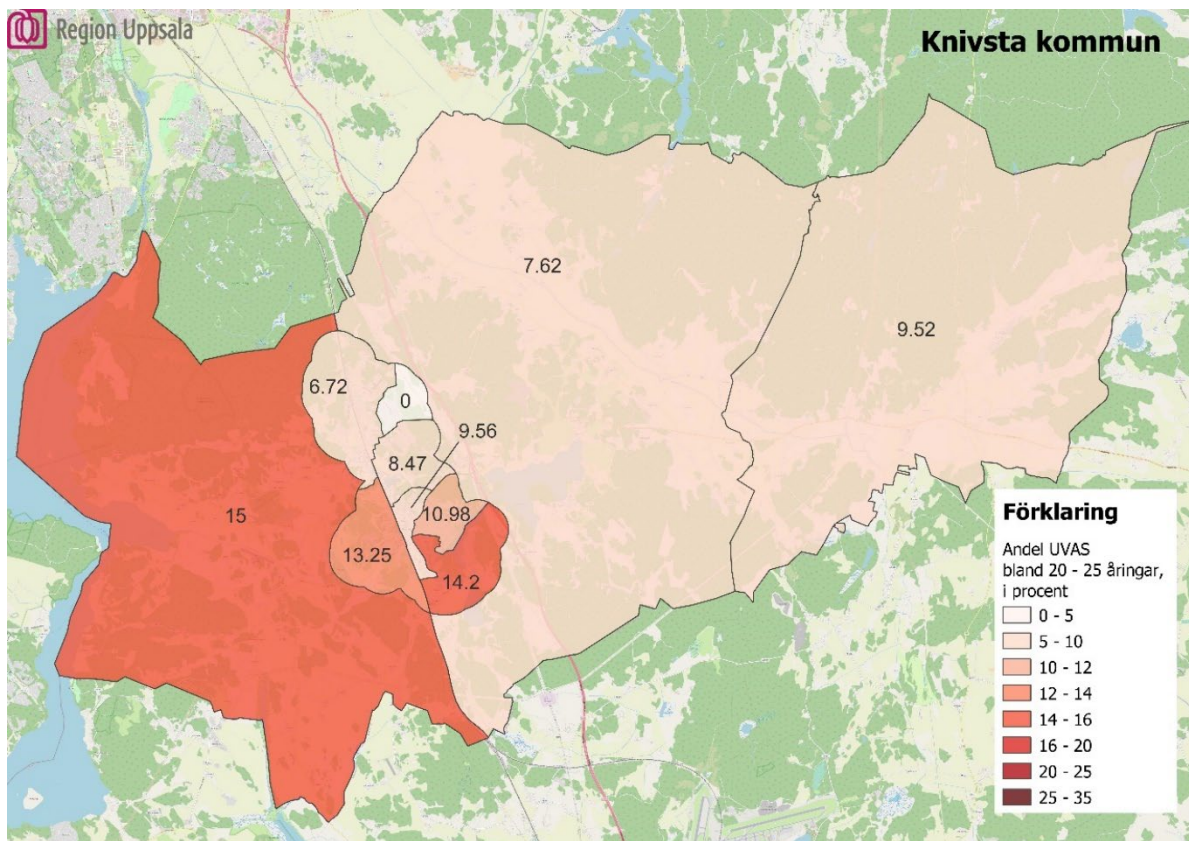 Region Uppsala
Knivsta kommun
7.62
9.52
6.72
0
9.56
8.47
15
10.98
13.25
14.2
Förklaring
Andel UVAS
bland 20 - 25 åringar,
i procent
0 - 5
5 - 10
10 - 12
12 - 14
14 - 16
16 - 20
20 - 25
25 - 35